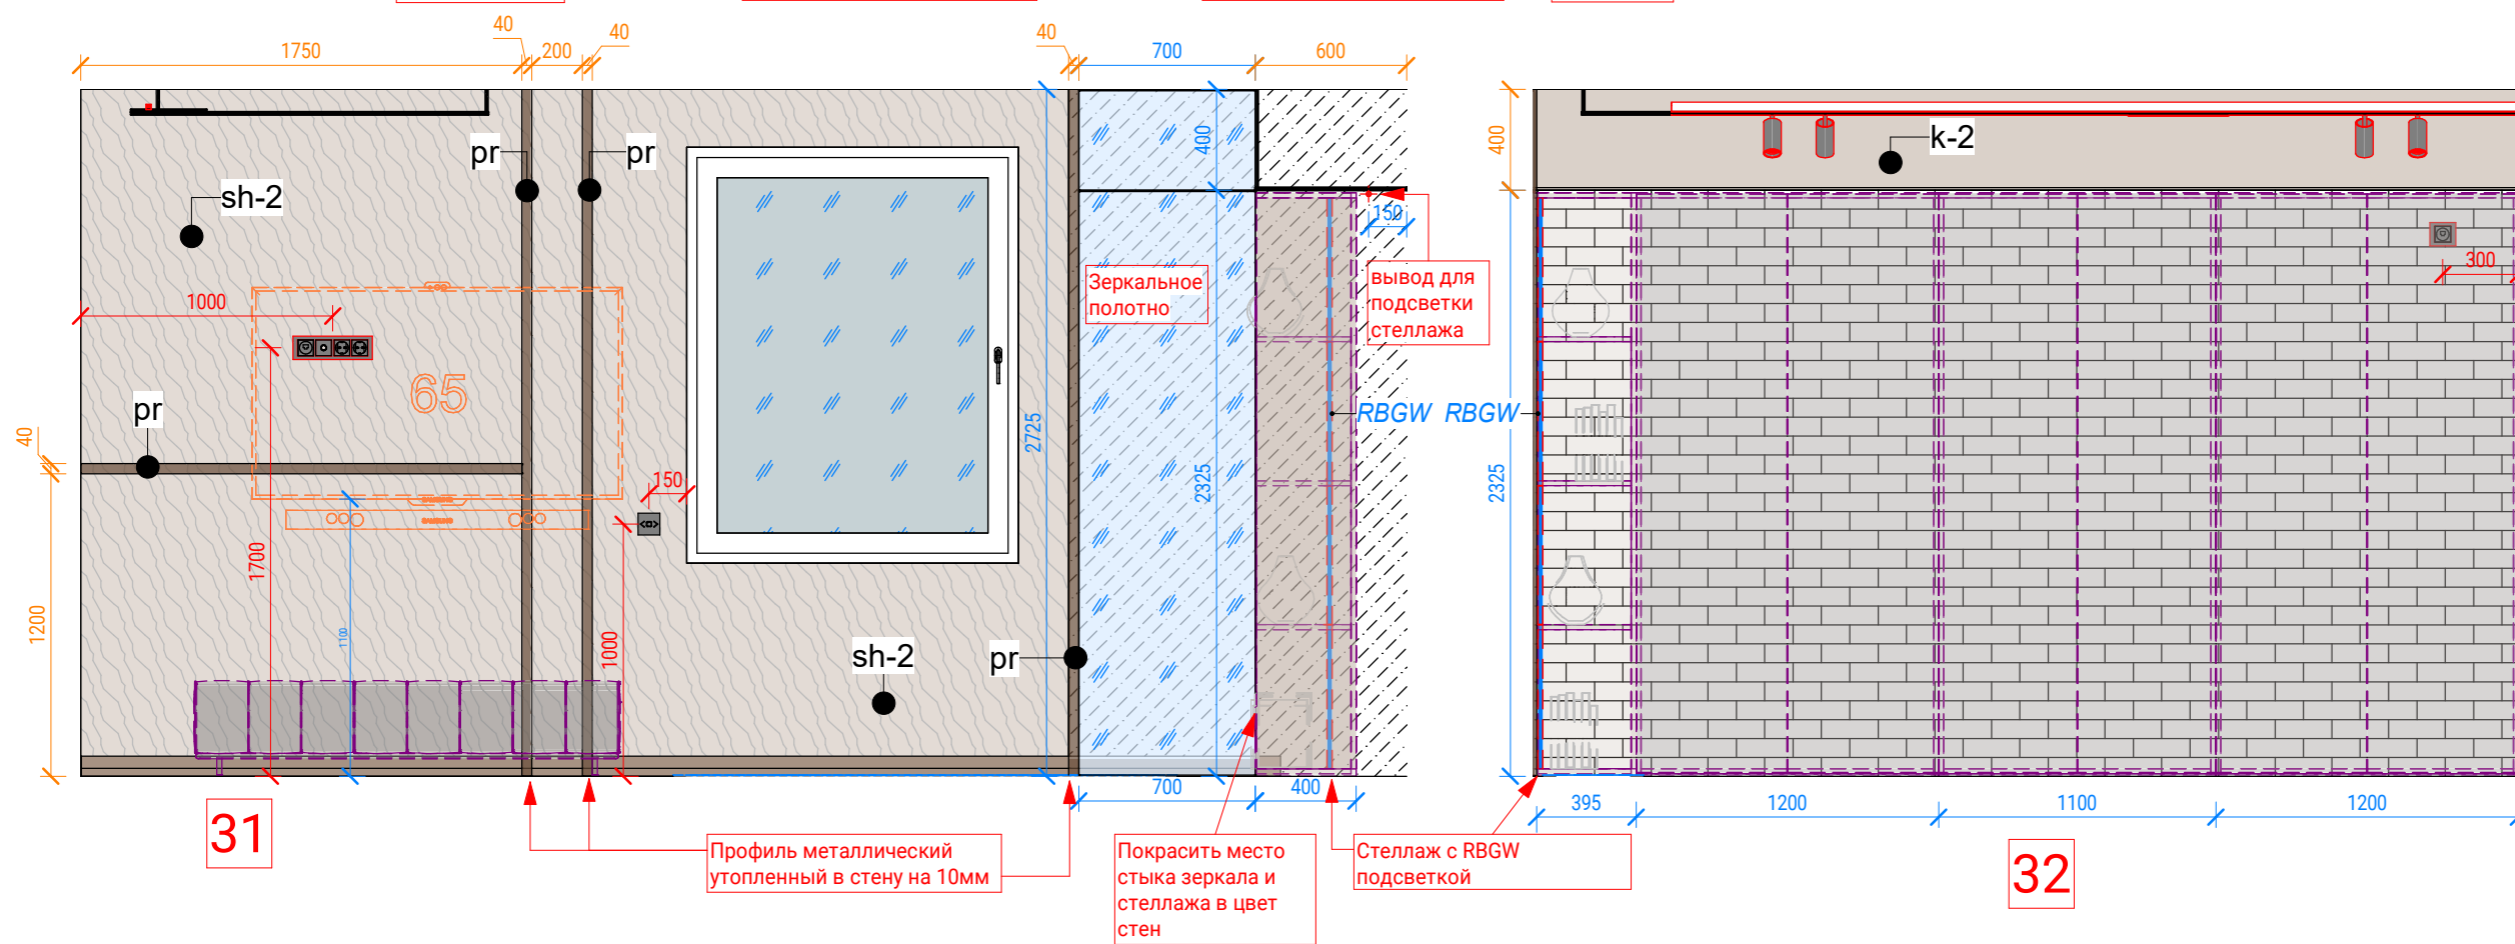 40
40
40
1750
200
700
600
400
400
pr
pr
k-2
sh-2
150
300
Зеркальное
полотно
вывод для
подсветки
стеллажа
1000
65
pr
RBGW
RBGW
40
2725
2325
2325
150
1700
1200
1100
1000
sh-2
pr
700
400
395
1200
1100
1200
31
Профиль металлический
утопленный в стену на 10мм
Покрасить место
стыка зеркала и
стеллажа в цвет
стен
Стеллаж с RBGW
подсветкой
32